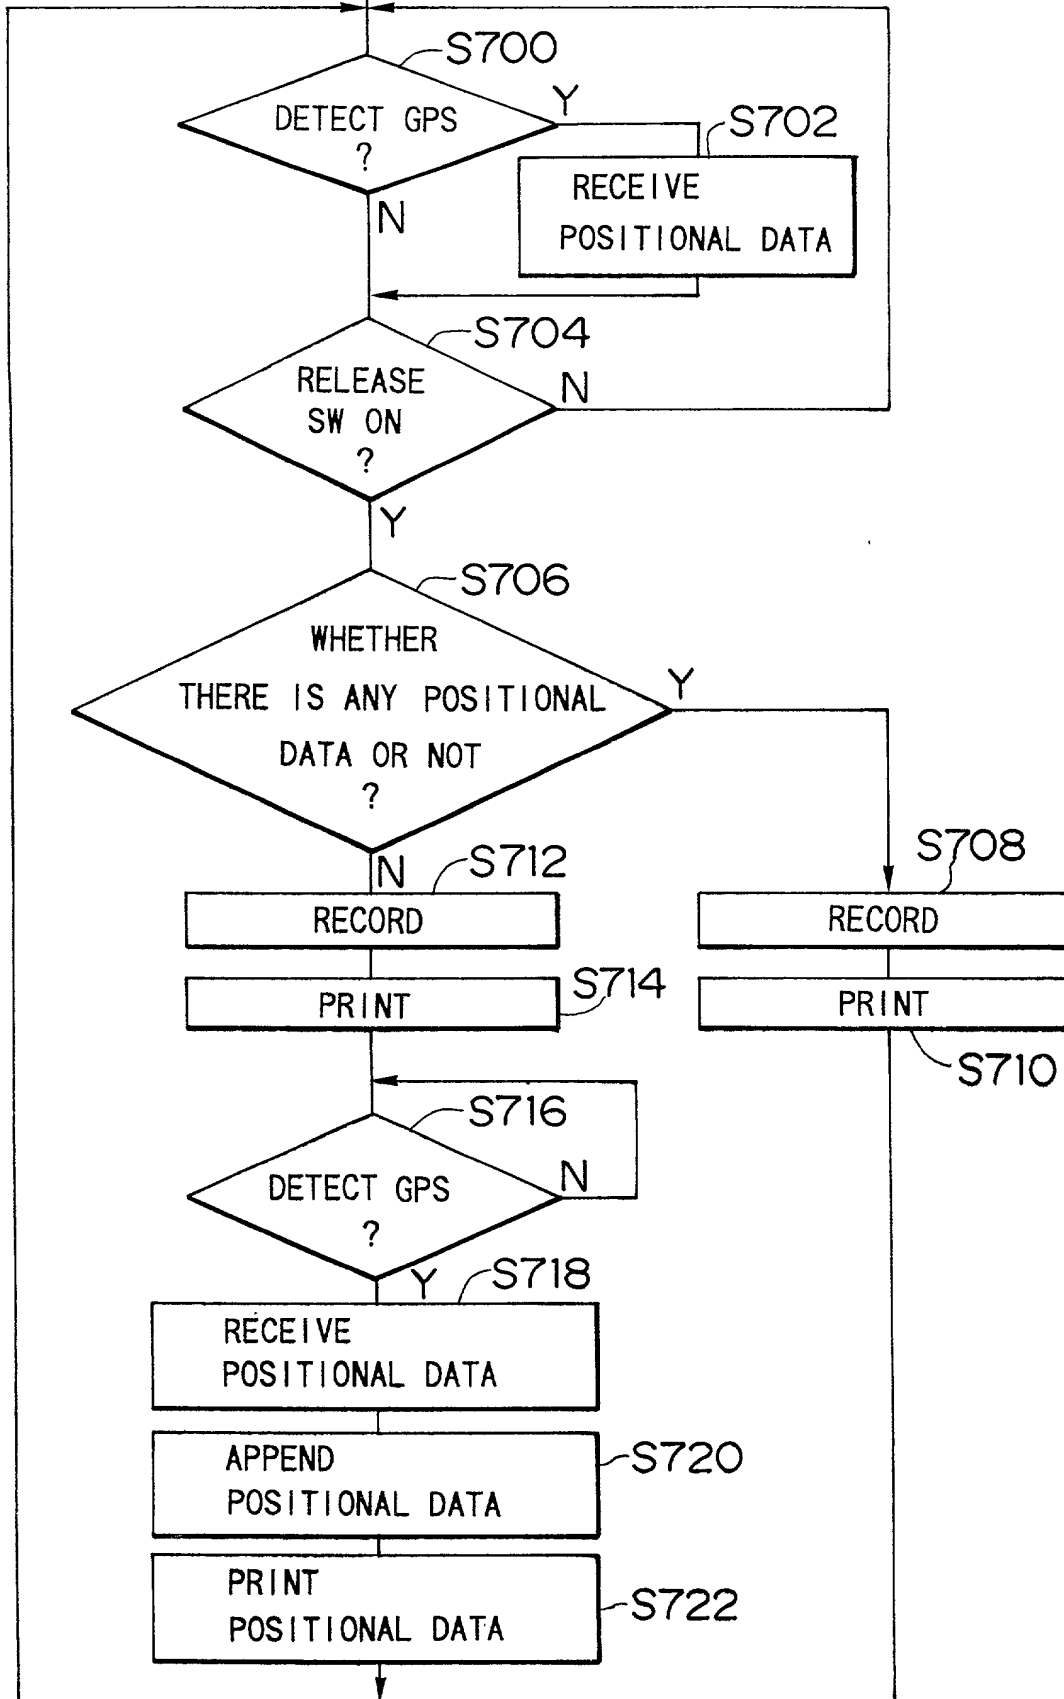 S700
DETECT GPS
?
Y
N
S702
RECEIVE
POSITIONAL DATA
S704
RELEASE
SW ON
?
N
Y
S706
WHETHER
THERE IS ANY POSITIONAL
DATA OR NOT
?
Y
N
S712
RECORD
S708
RECORD
PRINT
S714
PRINT
S710
S716
DETECT GPS
?
N
Y
S718
RECEIVE
POSITIONAL DATA
APPEND
POSITIONAL DATA
S720
PRINT
POSITIONAL DATA
S722